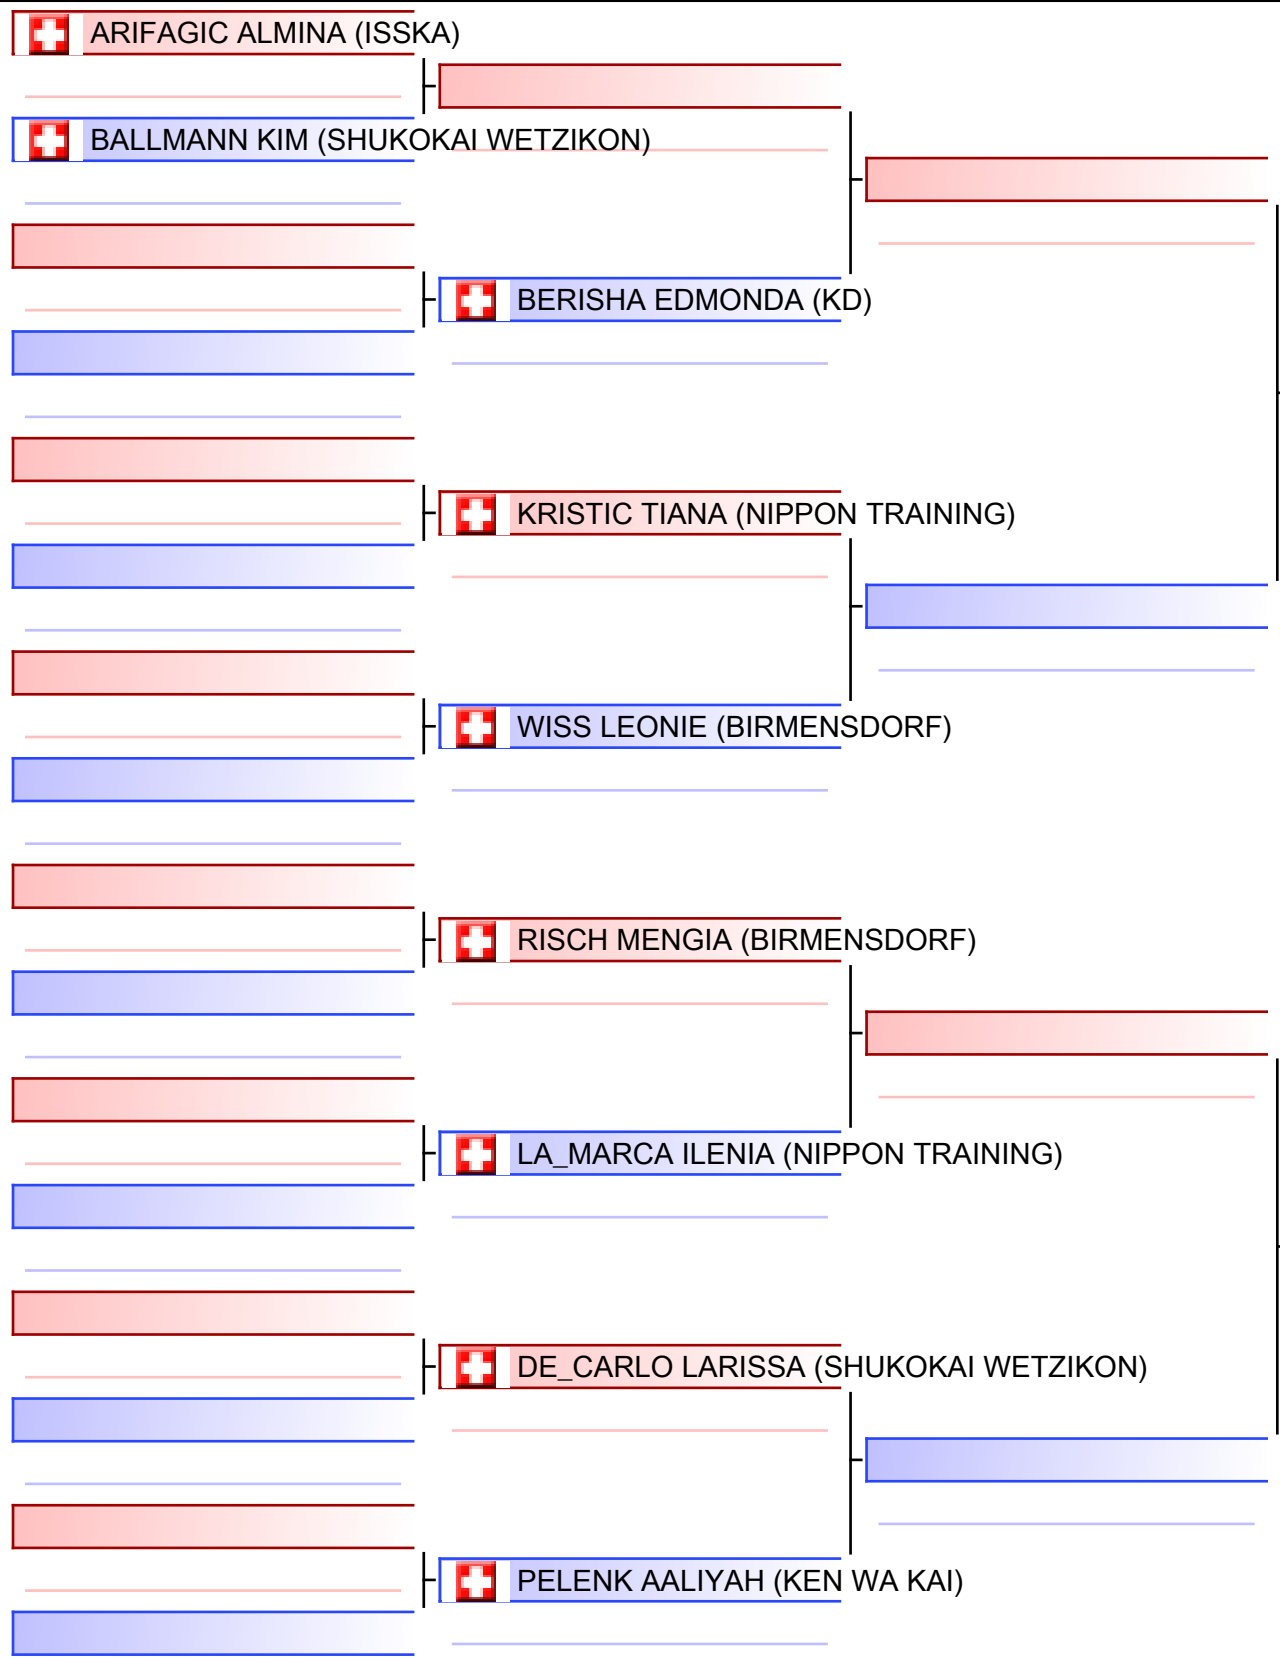 ARIFAGIC ALMINA (ISSKA)
BALLMANN KIM (SHUKOKAI WETZIKON)
BERISHA EDMONDA (KD)
KRISTIC TIANA (NIPPON TRAINING)
WISS LEONIE (BIRMENSDORF)
RISCH MENGIA (BIRMENSDORF)
LA_MARCA ILENIA (NIPPON TRAINING)
DE_CARLO LARISSA (SHUKOKAI WETZIKON)
PELENK AALIYAH (KEN WA KAI)